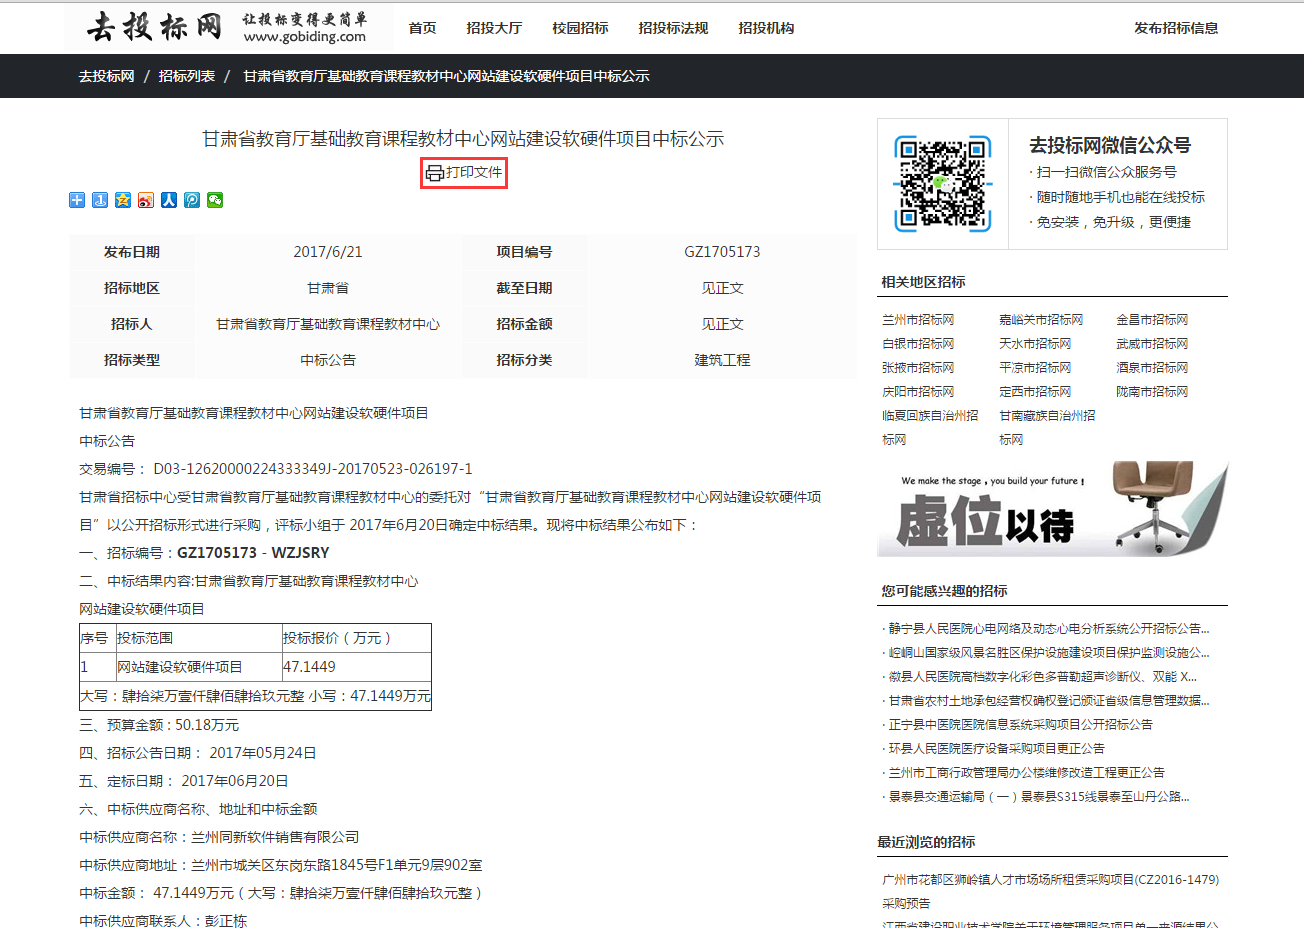 去投标网
让投标变得更简单
www.gobiding.com
首页 招投大厅 校园招标 招投标法规 招投机构 发布招标信息
去投标网 / 招标列表 / 甘肃省教育厅基础教育课程教材中心网站建设软硬件项目中标公示
甘肃省教育厅基础教育课程教材中心网站建设软硬件项目中标公示
打印文件
发布日期 2017/6/21 项目编号 GZ1705173
招标地区 甘肃省 截至日期 见正文
招标人 甘肃省教育厅基础教育课程教材中心 招标金额 见正文
招标类型 中标公告 招标分类 建筑工程
甘肃省教育厅基础教育课程教材中心网站建设软硬件项目
中标公告
交易编号： D03-12620000224333349J-20170523-026197-1
甘肃省招标中心受甘肃省教育厅基础教育课程教材中心的委托对“甘肃省教育厅基础教育课程教材中心网站建设软硬件项
目”以公开招标形式进行采购，评标小组于 2017年6月20日确定中标结果。现将中标结果公布如下：
一、招标编号：GZ1705173 - WZJSRY
二、中标结果内容:甘肃省教育厅基础教育课程教材中心
网站建设软硬件项目
序号 投标范围 投标报价（万元）
1 网站建设软硬件项目 47.1449
大写：肆拾柒万壹仟肆佰肆拾玖元整 小写：47.1449万元
三、预算金额 : 50.18万元
四、招标公告日期： 2017年05月24日
五、定标日期： 2017年06月20日
六、中标供应商名称、地址和中标金额
中标供应商名称：兰州同新软件销售有限公司
中标供应商地址：兰州市城关区东岗东路1845号F1单元9层902室
中标金额： 47.1449万元（大写：肆拾柒万壹仟肆佰肆拾玖元整）
中标供应商联系人：彭正栋
去投标网微信公众号
· 扫一扫微信公众服务号
· 随时随地手机也能在线投标
· 免安装，免升级，更便捷
相关地区招标
兰州市招标网 嘉峪关市招标网 金昌市招标网
白银市招标网 天水市招标网 武威市招标网
张掖市招标网 平凉市招标网 酒泉市招标网
庆阳市招标网 定西市招标网 陇南市招标网
临夏回族自治州招 甘南藏族自治州招
标网 标网
We make the stage , you build your future !
虚位以待
您可能感兴趣的招标
· 静宁县人民医院心电网络及动态心电分析系统公开招标公告...
· 崆峒山国家级风景名胜区保护设施建设项目保护监测设施公...
· 徽县人民医院高档数字化彩色多普勒超声诊断仪、双能 X...
· 甘肃省农村土地承包经营权确权登记颁证省级信息管理数据...
· 正宁县中医院医院信息系统采购项目公开招标公告
· 环县人民医院医疗设备采购项目更正公告
· 兰州市工商行政管理局办公楼维修改造工程更正公告
· 景泰县交通运输局（一）景泰县S315线景泰至山丹公路...
最近浏览的招标
广州市花都区狮岭镇人才市场场所租赁采购项目(CZ2016-1479)
采购预告
江西省建设职业技术学院关于环境管理服务项目单一来源结果公